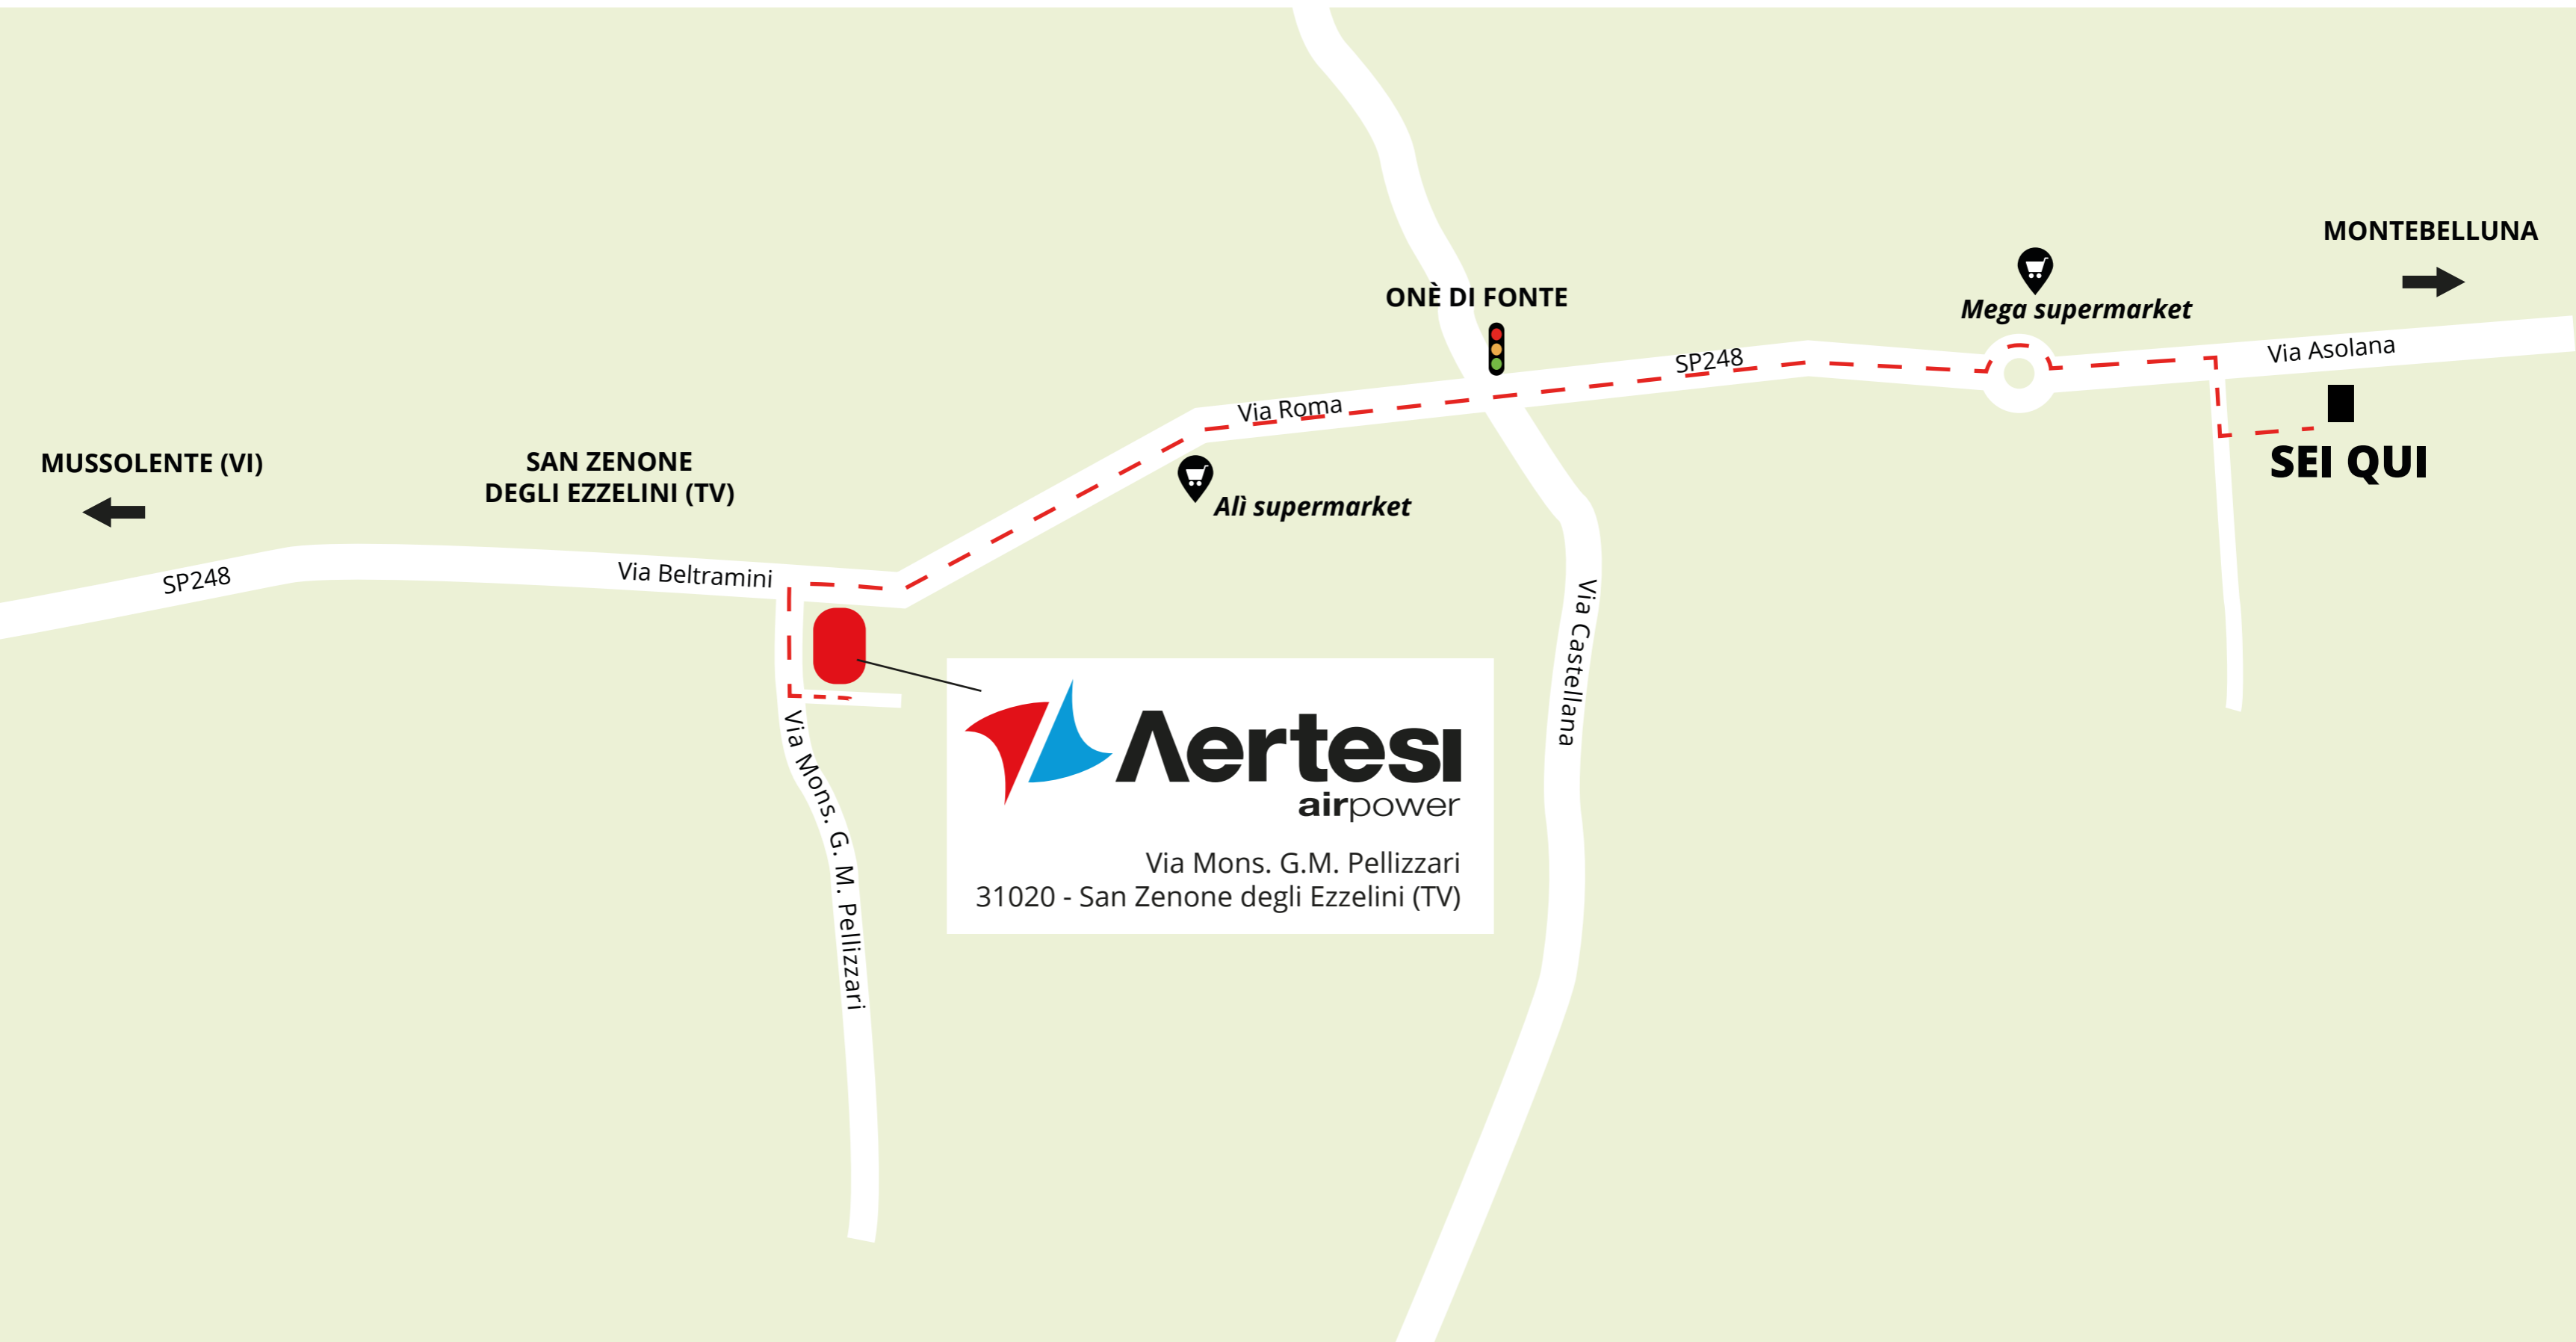 MONTEBELLUNA
ONÈ DI FONTE
Mega supermarket
Via Asolana
SP248
Via Roma
SEI QUI
MUSSOLENTE (VI)
SAN ZENONE
DEGLI EZZELINI (TV)
Alì supermarket
SP248
Via Beltramini
Via Castellana
Via Mons. G. M. Pellizzari
Aertesi
airpower
Via Mons. G.M. Pellizzari
31020 - San Zenone degli Ezzelini (TV)